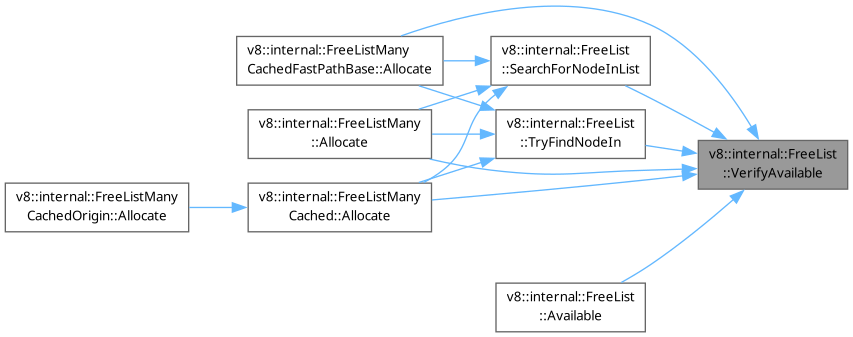 v8::internal::FreeListMany
CachedFastPathBase::Allocate
v8::internal::FreeList
::SearchForNodeInList
v8::internal::FreeListMany
::Allocate
v8::internal::FreeList
::TryFindNodeIn
v8::internal::FreeList
::VerifyAvailable
v8::internal::FreeListMany
CachedOrigin::Allocate
v8::internal::FreeListMany
Cached::Allocate
v8::internal::FreeList
::Available